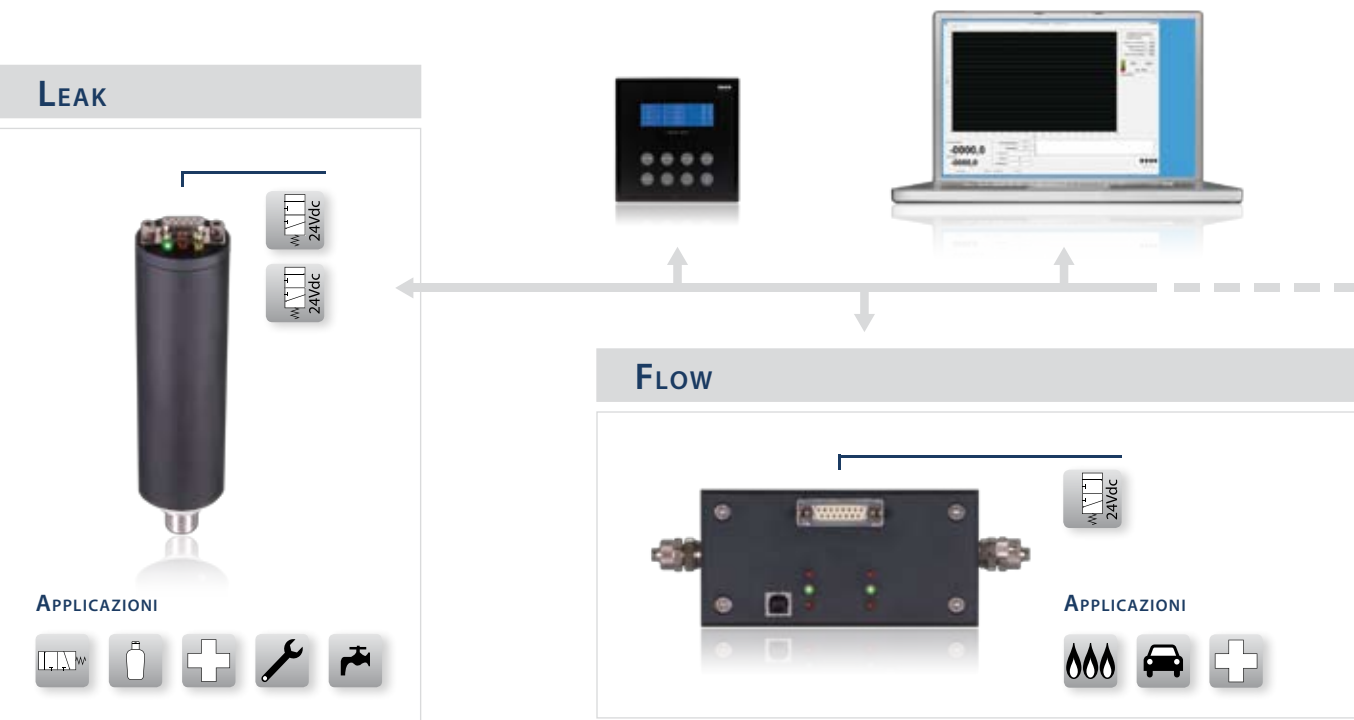 LEAK
24Vdc
24Vdc
-0000.0
-0000.0
FLOW
24Vdc
APPLICAZIONI
APPLICAZIONI